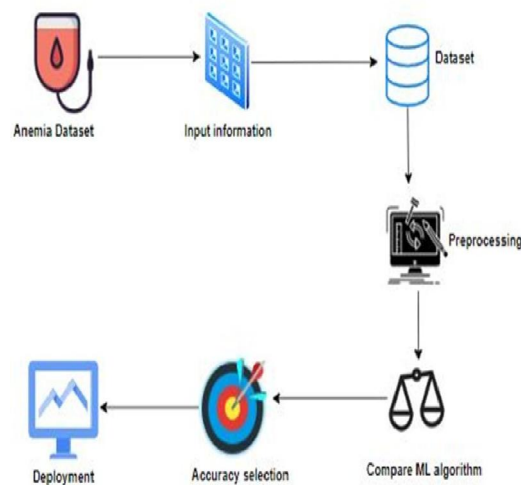 Anemia Dataset
Input information
Dataset
Preprocessing
Compare ML algorithm
Accuracy selection
Deployment